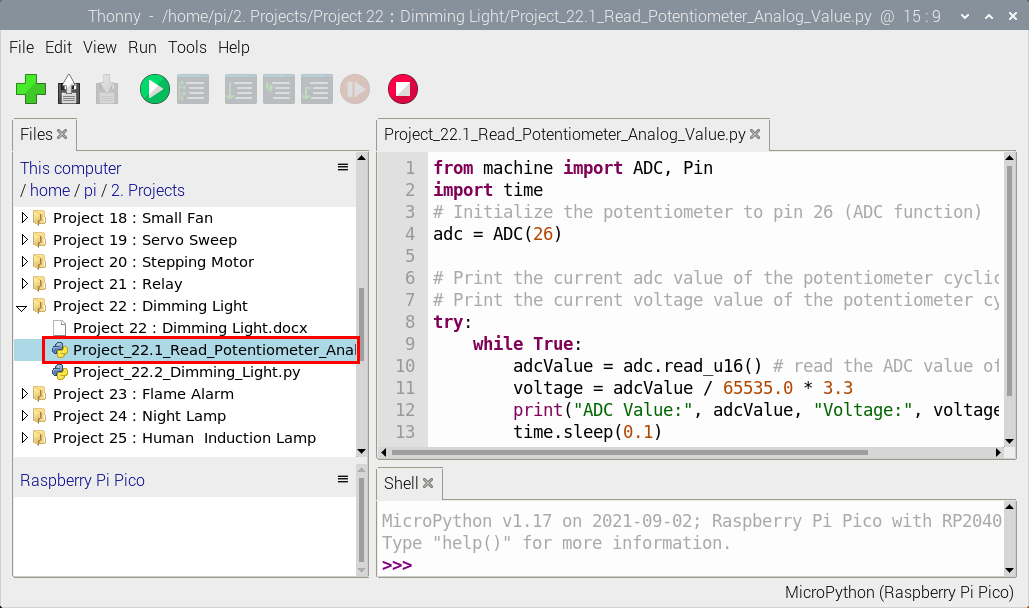 Thonny - /home/pi/2. Projects/Project 22 : Dimming Light/Project_22.1_Read_Potentiometer_Analog_Value.py @ 15 : 9
File Edit View Run Tools Help
Files
This computer
/ home / pi / 2. Projects
Project 18 : Small Fan
Project 19 : Servo Sweep
Project 20 : Stepping Motor
Project 21 : Relay
Project 22 : Dimming Light
Project 22 : Dimming Light.docx
Project_22.1_Read_Potentiometer_Anal
Project_22.2_Dimming_Light.py
Project 23 : Flame Alarm
Project 24 : Night Lamp
Project 25 : Human  Induction Lamp
Raspberry Pi Pico
Project_22.1_Read_Potentiometer_Analog_Value.py
1 from machine import ADC, Pin
2 import time
3 # Initialize the potentiometer to pin 26 (ADC function)
4 adc = ADC(26)
5
6 # Print the current adc value of the potentiometer cyclic
7 # Print the current voltage value of the potentiometer cy
8 try:
9     while True:
10         adcValue = adc.read_u16() # read the ADC value of
11         voltage = adcValue / 65535.0 * 3.3
12         print("ADC Value:", adcValue, "Voltage:", voltage
13         time.sleep(0.1)
Shell
MicroPython v1.17 on 2021-09-02; Raspberry Pi Pico with RP2040
Type "help()" for more information.
>>>
MicroPython (Raspberry Pi Pico)